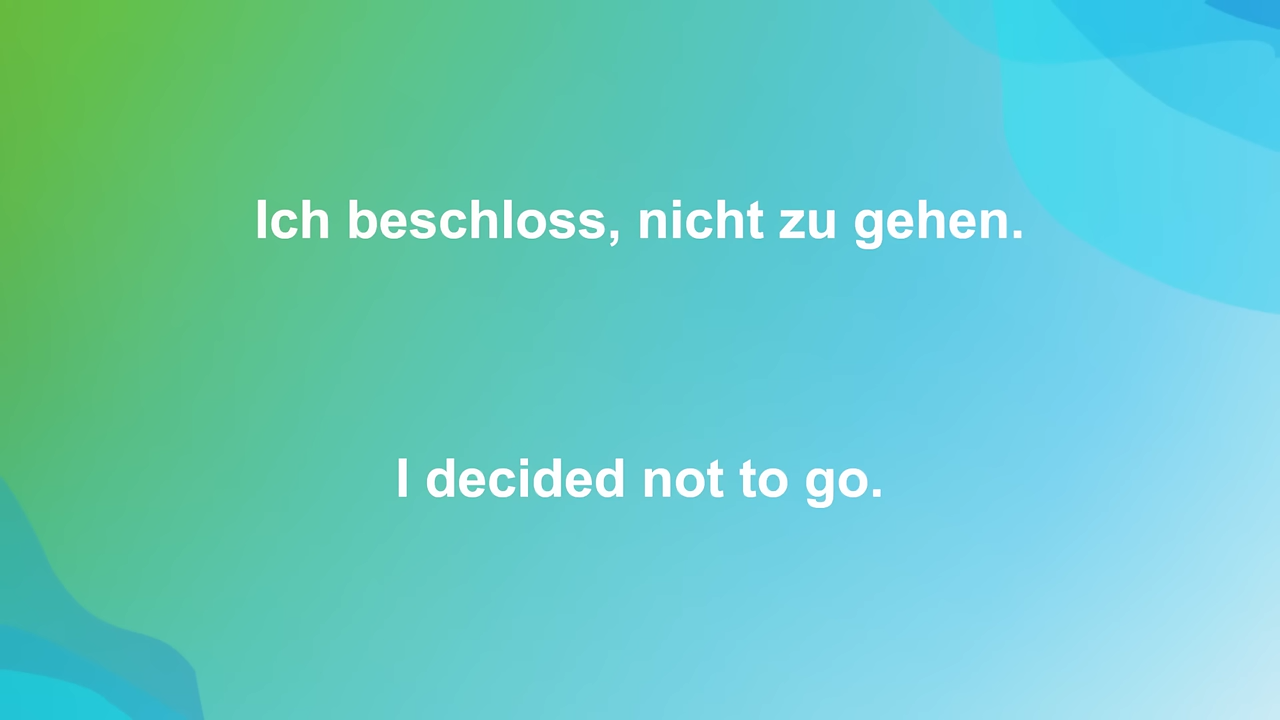 Ich beschloss, nicht zu gehen.
I decided not to go.